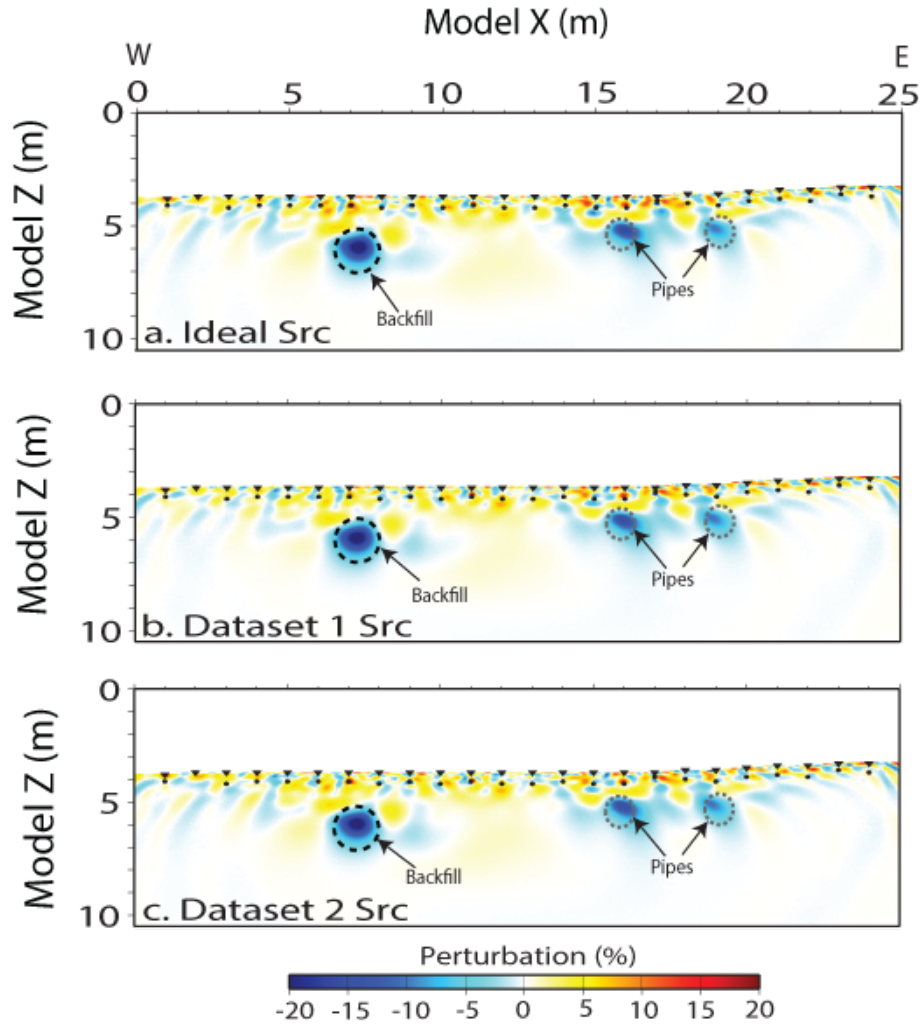 Model X (m)
W E
0 5 10 15 20 25
Model Z (m)
0
5
10
Backfill
Pipes
a. Ideal Src
Model Z (m)
0
5
10
Backfill
Pipes
b. Dataset 1 Src
Model Z (m)
0
5
10
Backfill
Pipes
c. Dataset 2 Src
Perturbation (%)
-20 -15 -10 -5 0 5 10 15 20